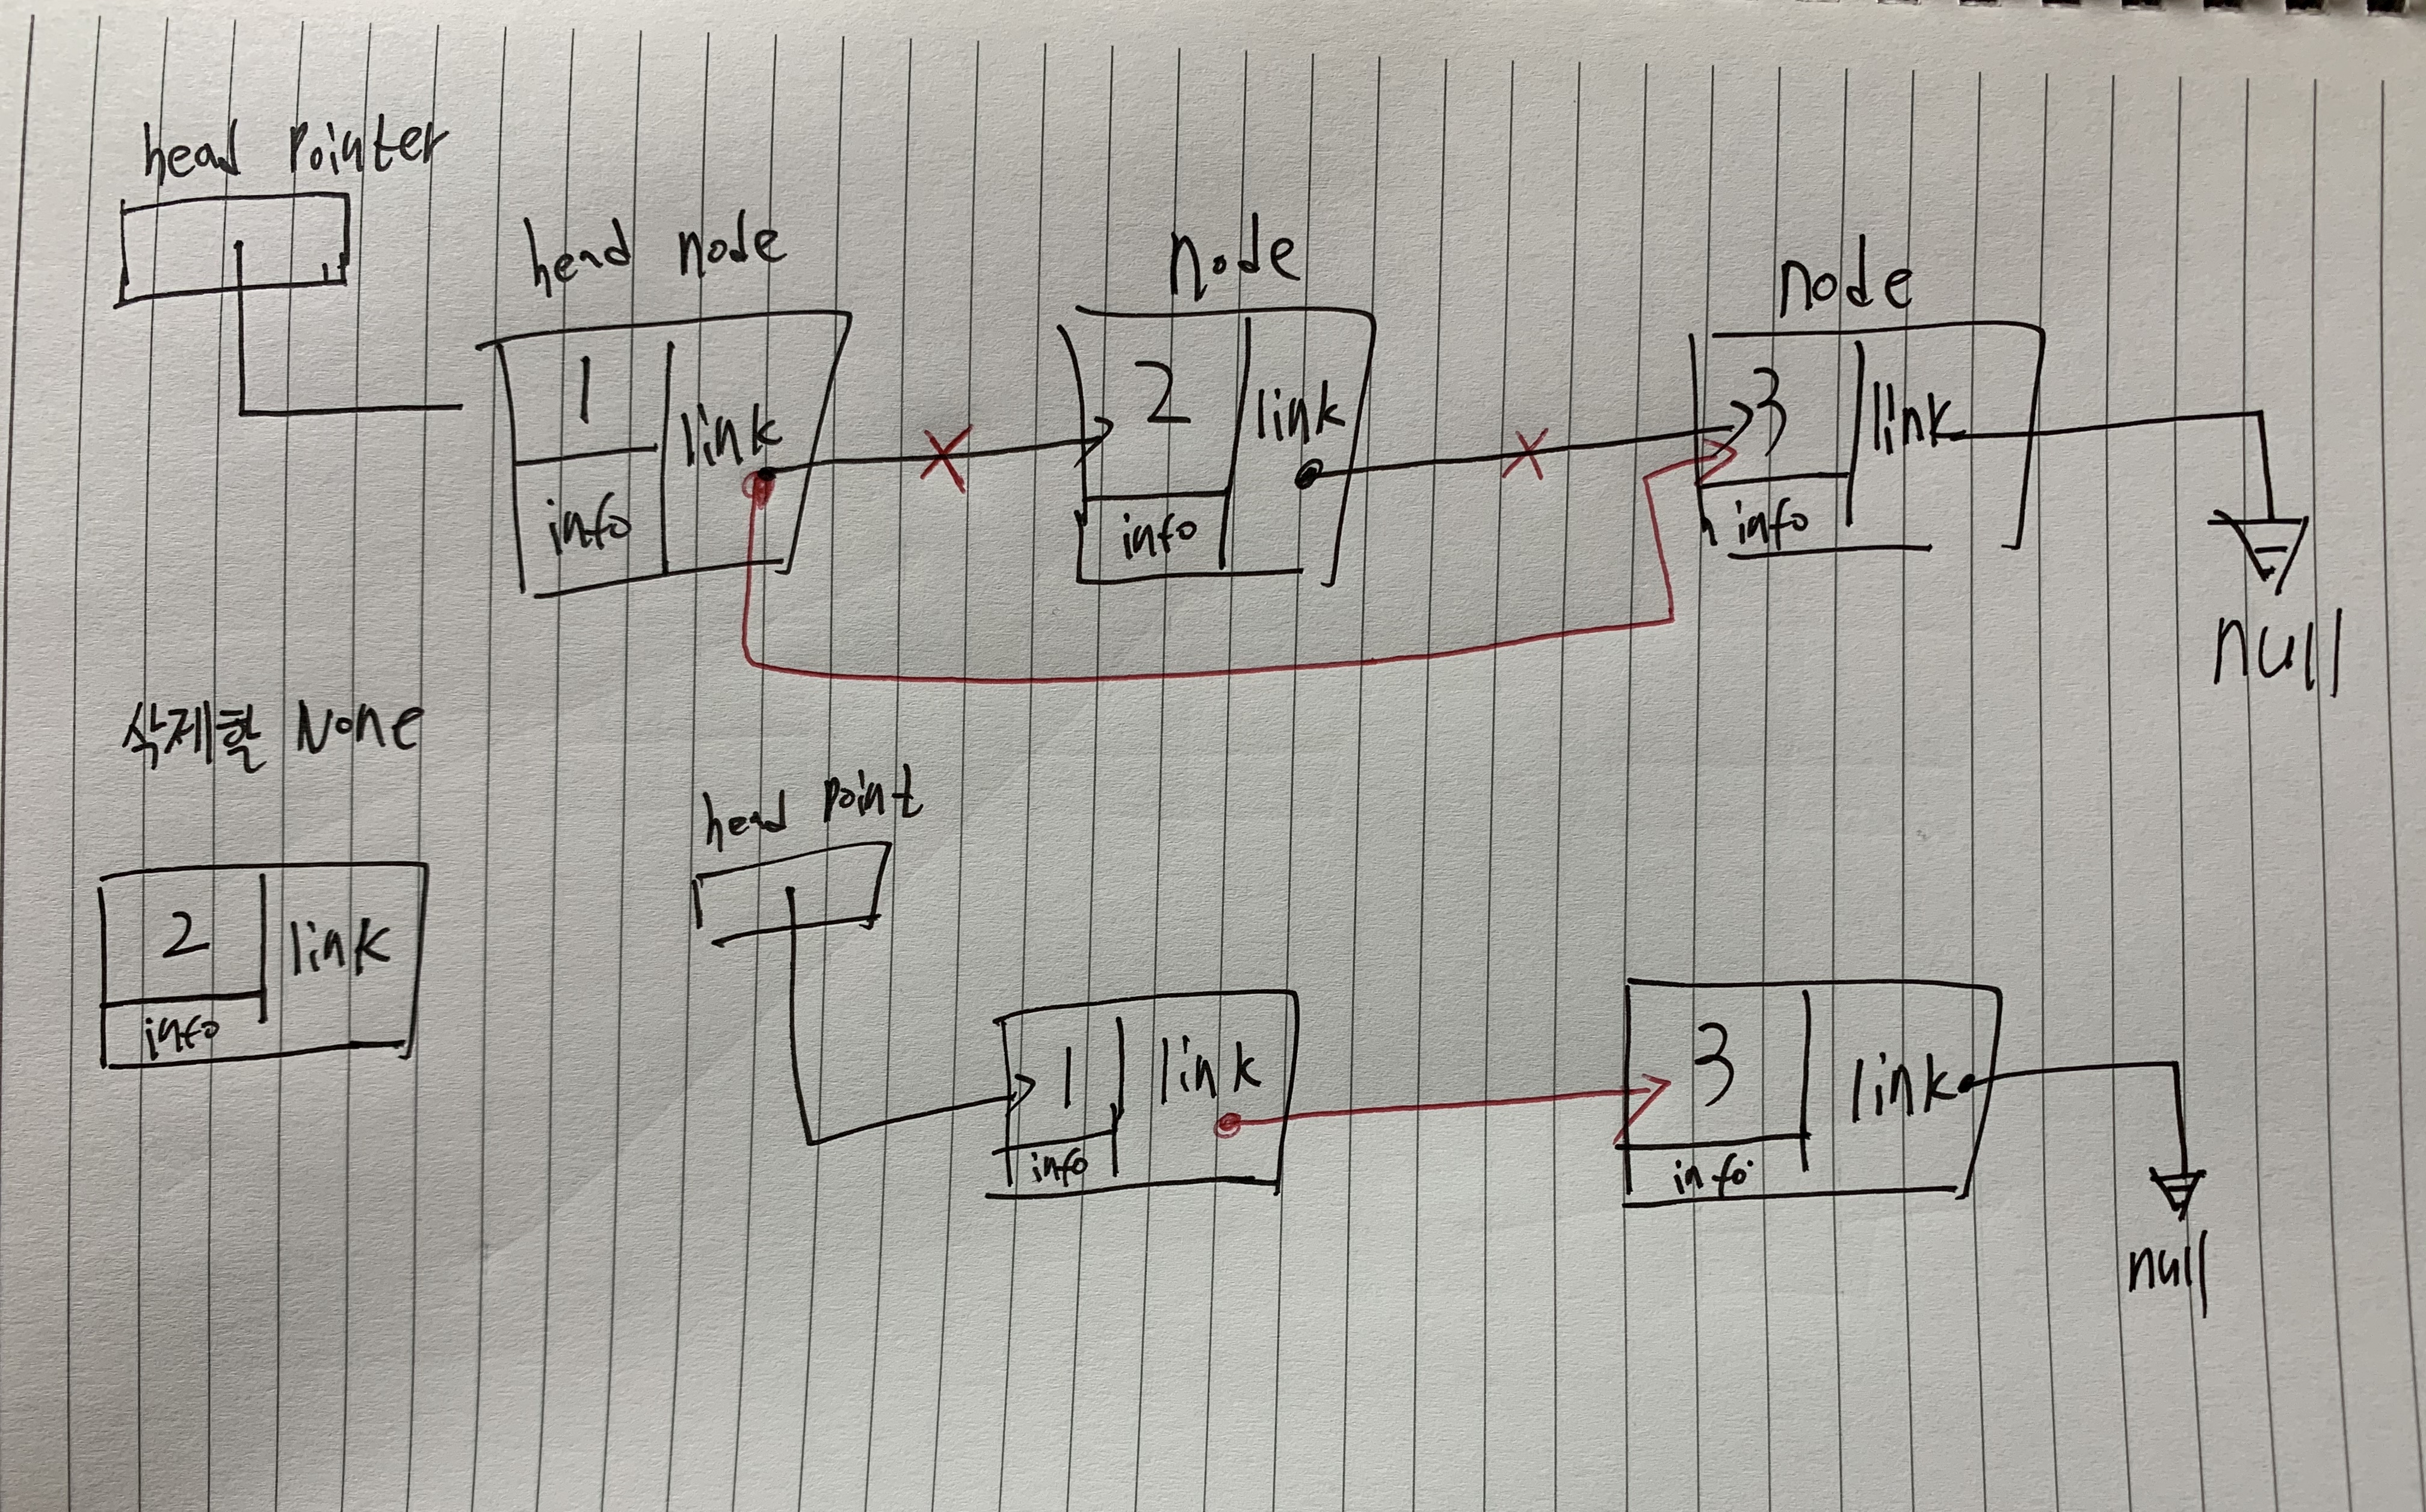 head pointer
head node
node
node
1
link
info
2
link
info
3
link
info
null
삭제할 None
2
link
info
head point
1
link
info
3
link
info
null